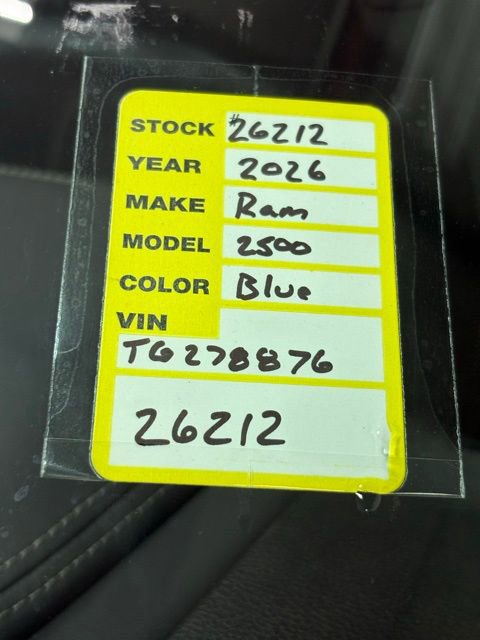 STOCK #26212
YEAR 2026
MAKE Ram
MODEL 2500
COLOR Blue
VIN
TG278876
26212